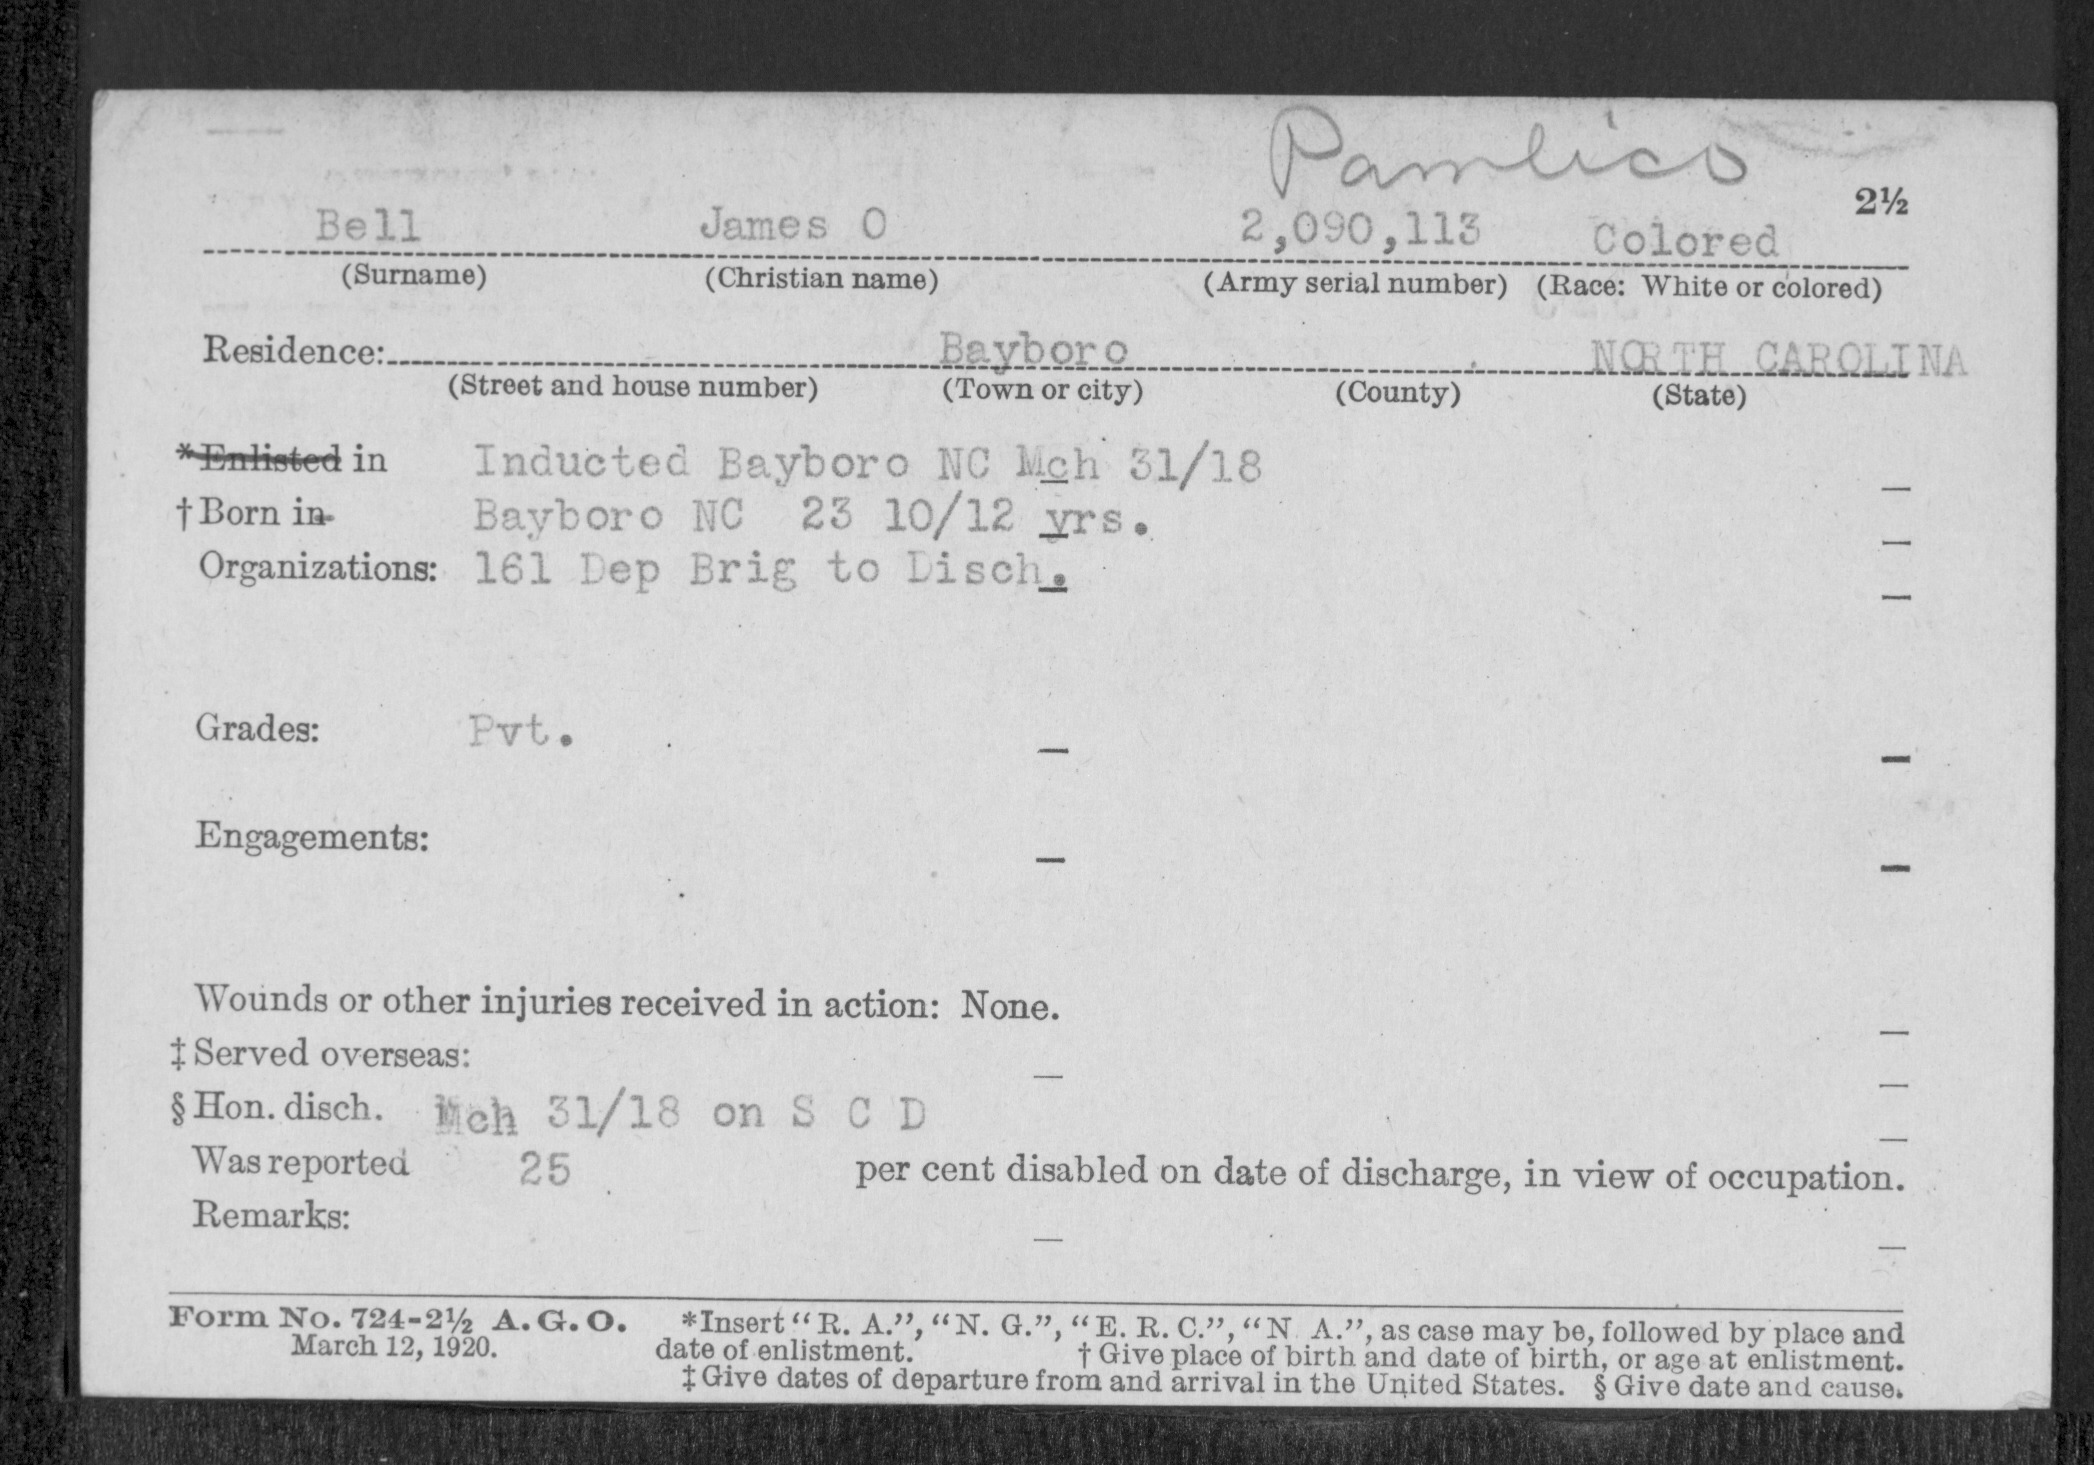 Pamlico
2½
Bell James O 2,090,113 Colored
(Surname) (Christian name) (Army serial number) (Race: White or colored)
Residence: Bayboro NORTH CAROLINA
(Street and house number) (Town or city) (County) (State)
*Enlisted in Inducted Bayboro NC Mch 31/18
†Born in Bayboro NC 23 10/12 yrs.
Organizations: 161 Dep Brig to Disch.
Grades: Pvt.
Engagements:
Wounds or other injuries received in action: None.
‡Served overseas:
§Hon. disch. Mch 31/18 on S C D
Was reported 25 per cent disabled on date of discharge, in view of occupation.
Remarks:
Form No. 724-2½ A.G.O. *Insert “R. A.”, “N. G.”, “E. R. C.”, “N A.”, as case may be, followed by place and
March 12, 1920. date of enlistment. †Give place of birth and date of birth, or age at enlistment.
‡Give dates of departure from and arrival in the United States. §Give date and cause.